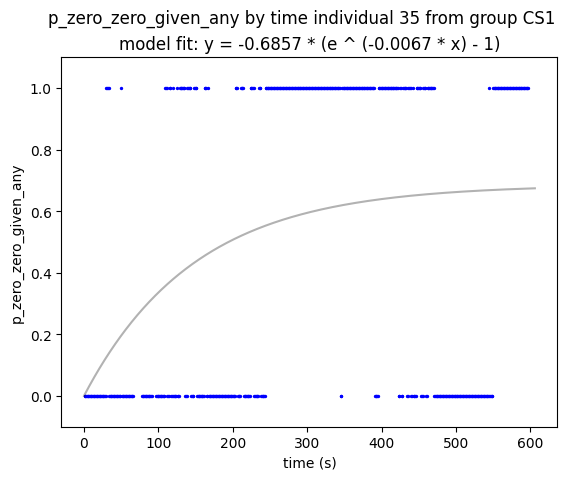 p_zero_zero_given_any by time individual 35 from group CS1
model fit: y = -0.6857 * (e ^ (-0.0067 * x) - 1)
1.0
0.8
0.6
0.4
0.2
0.0
p_zero_zero_given_any
0 100 200 300 400 500 600
time (s)